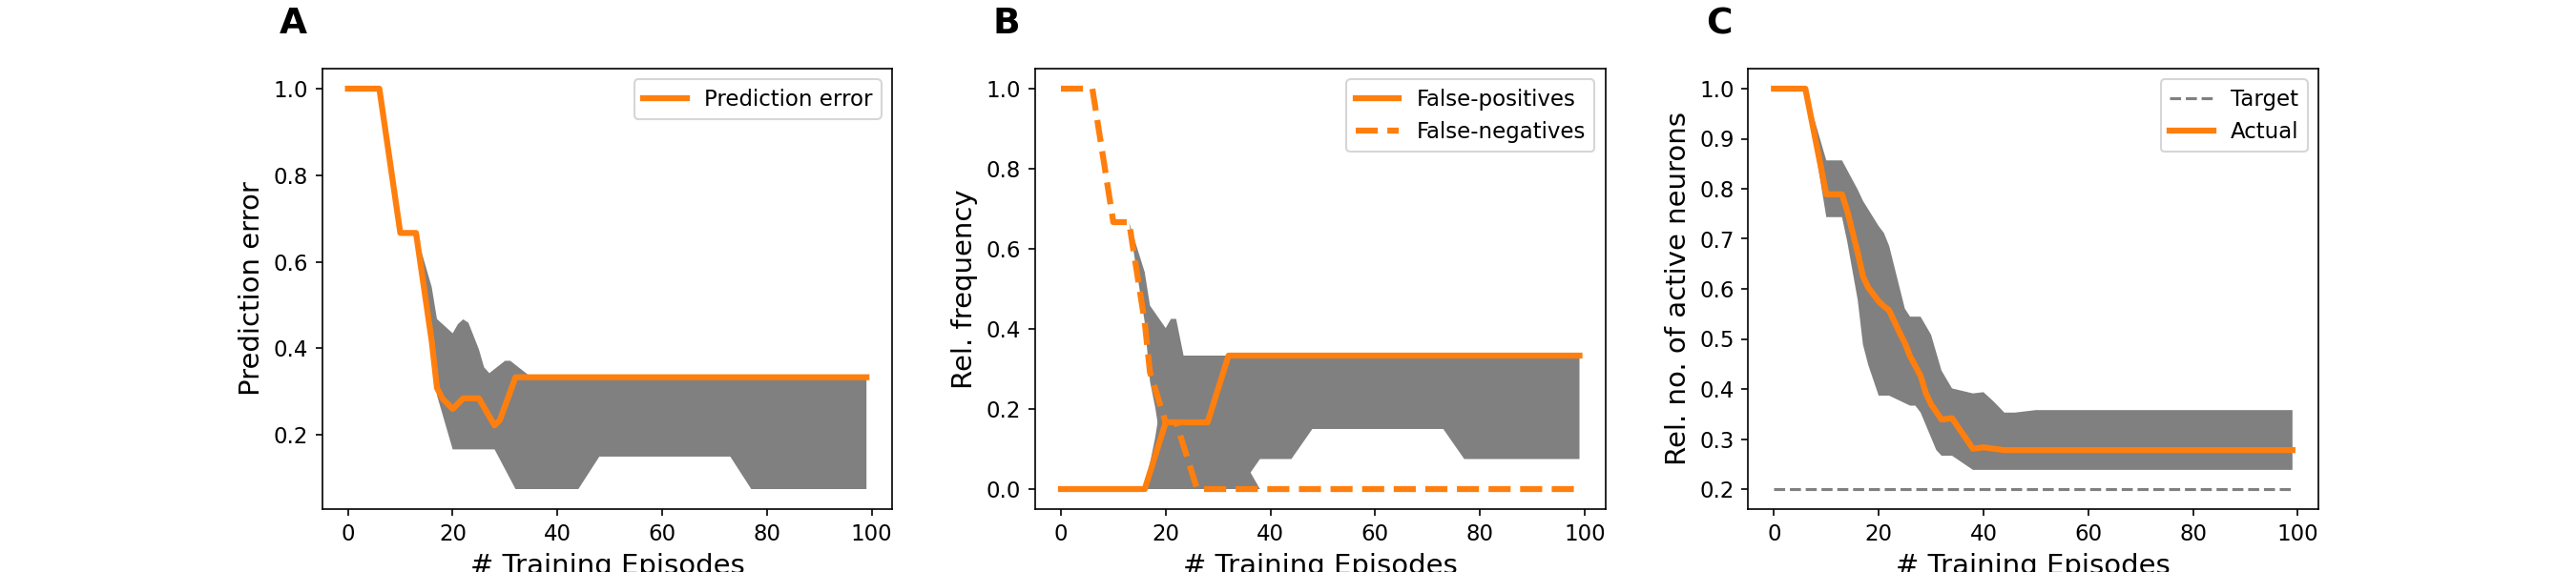 A
Prediction error
1.0
0.8
0.6
0.4
0.2
0 20 40 60 80 100
# Training Episodes
Prediction error
B
False-positives
False-negatives
1.0
0.8
0.6
0.4
0.2
0.0
0 20 40 60 80 100
# Training Episodes
Rel. frequency
C
Target
Actual
1.0
0.9
0.8
0.7
0.6
0.5
0.4
0.3
0.2
0 20 40 60 80 100
# Training Episodes
Rel. no. of active neurons